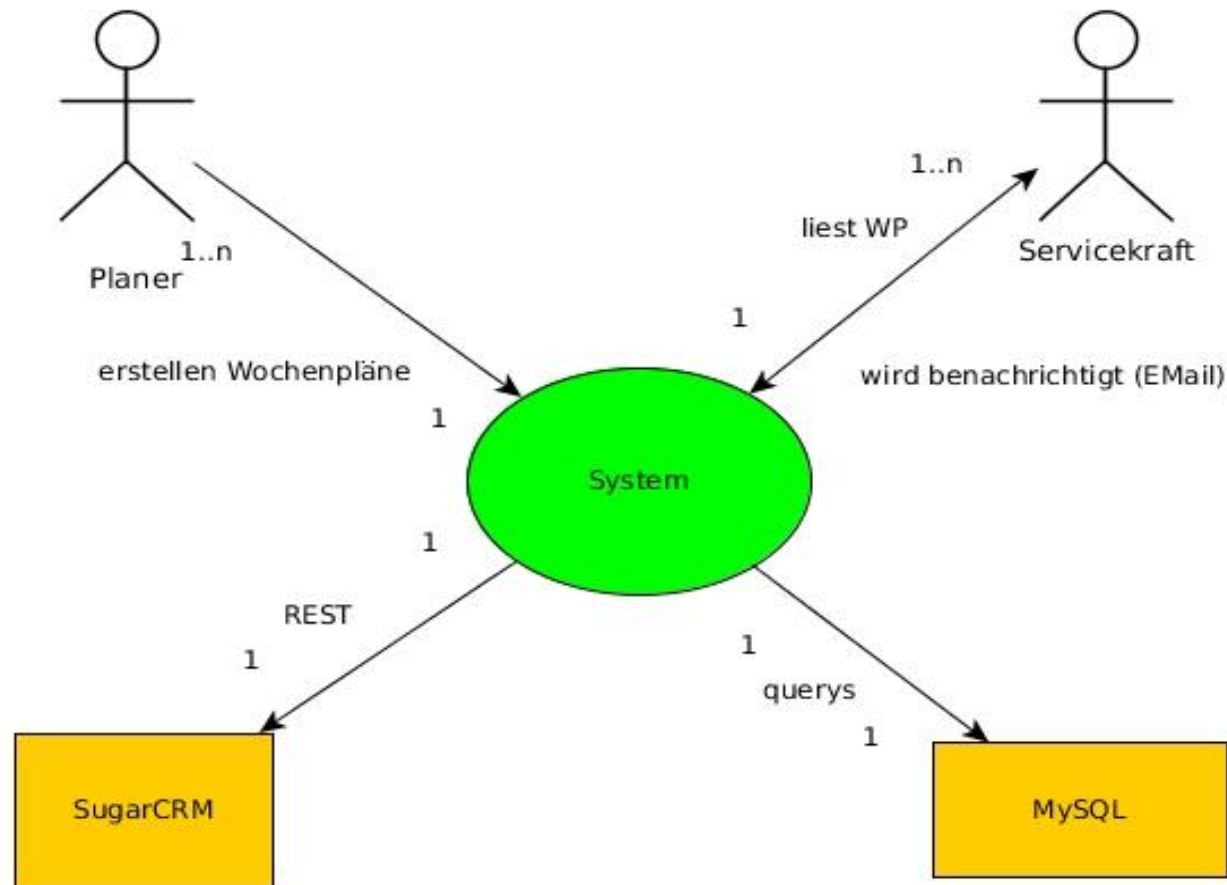 1..n
liest WP
1..n
Servicekraft
Planer
1
erstellen Wochenpläne
wird benachrichtigt (EMail)
1
System
1
REST
1
1
querys
1
SugarCRM
MySQL